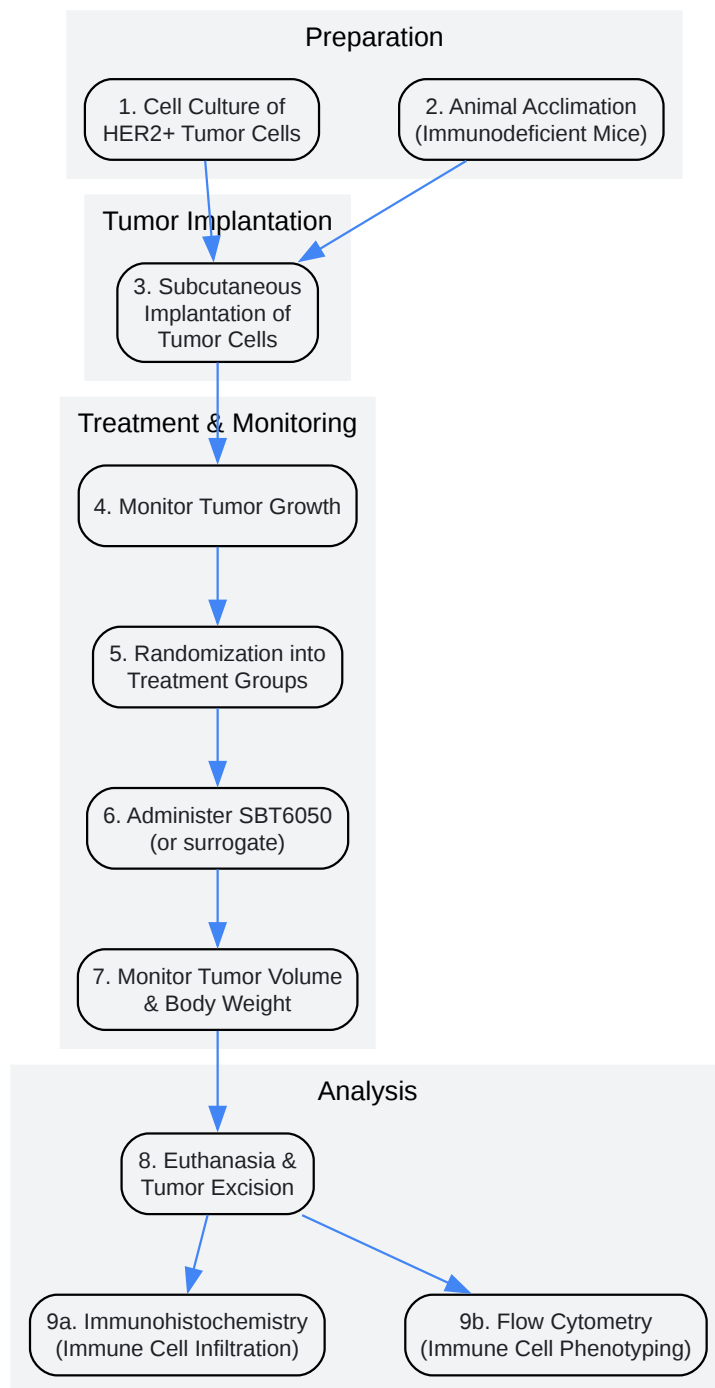 Preparation
1. Cell Culture of
HER2+ Tumor Cells
2. Animal Acclimation
(Immunodeficient Mice)
Tumor Implantation
3. Subcutaneous
Implantation of
Tumor Cells
Treatment & Monitoring
4. Monitor Tumor Growth
5. Randomization into
Treatment Groups
6. Administer SBT6050
(or surrogate)
7. Monitor Tumor Volume
& Body Weight
Analysis
8. Euthanasia &
Tumor Excision
9a. Immunohistochemistry
(Immune Cell Infiltration)
9b. Flow Cytometry
(Immune Cell Phenotyping)